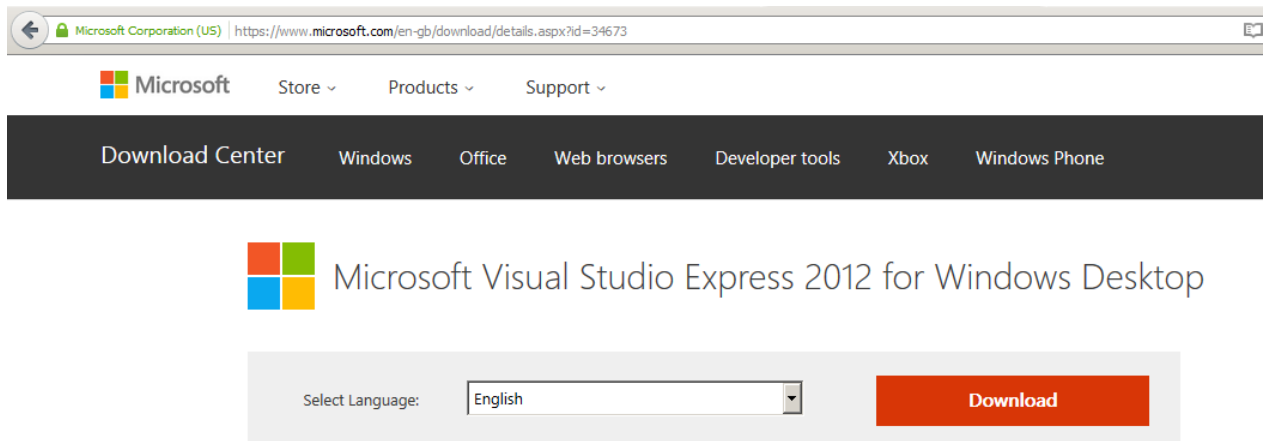 Microsoft Corporation (US) https://www.microsoft.com/en-gb/download/details.aspx?id=34673
Microsoft Store Products Support
Download Center Windows Office Web browsers Developer tools Xbox Windows Phone
Microsoft Visual Studio Express 2012 for Windows Desktop
Select Language: English Download